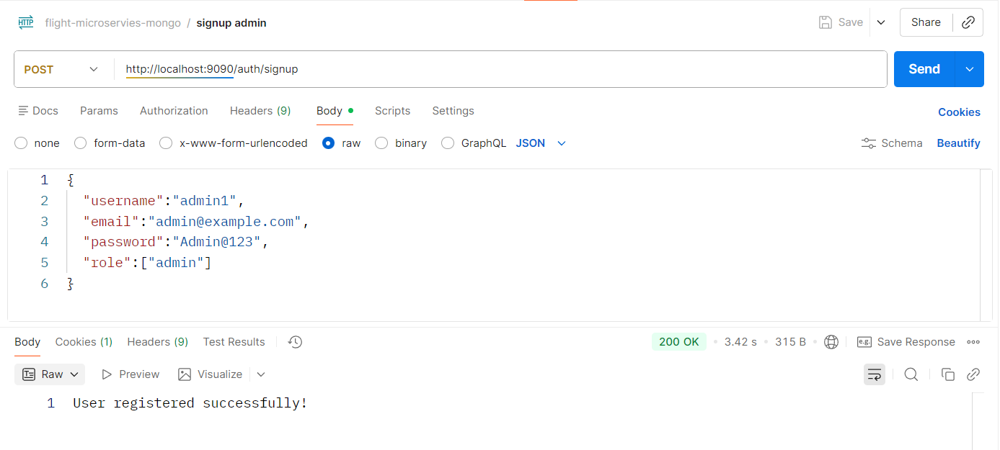 HTTP flight-microservies-mongo / signup admin Save Share
POST http://localhost:9090/auth/signup Send
Docs Params Authorization Headers (9) Body Scripts Settings Cookies
none form-data x-www-form-urlencoded raw binary GraphQL JSON Schema Beautify
1 {
2 "username":"admin1",
3 "email":"admin@example.com",
4 "password":"Admin@123",
5 "role":["admin"]
6 }
Body Cookies (1) Headers (9) Test Results 200 OK 3.42 s 315 B e.g. Save Response
Raw Preview Visualize
1 User registered successfully!